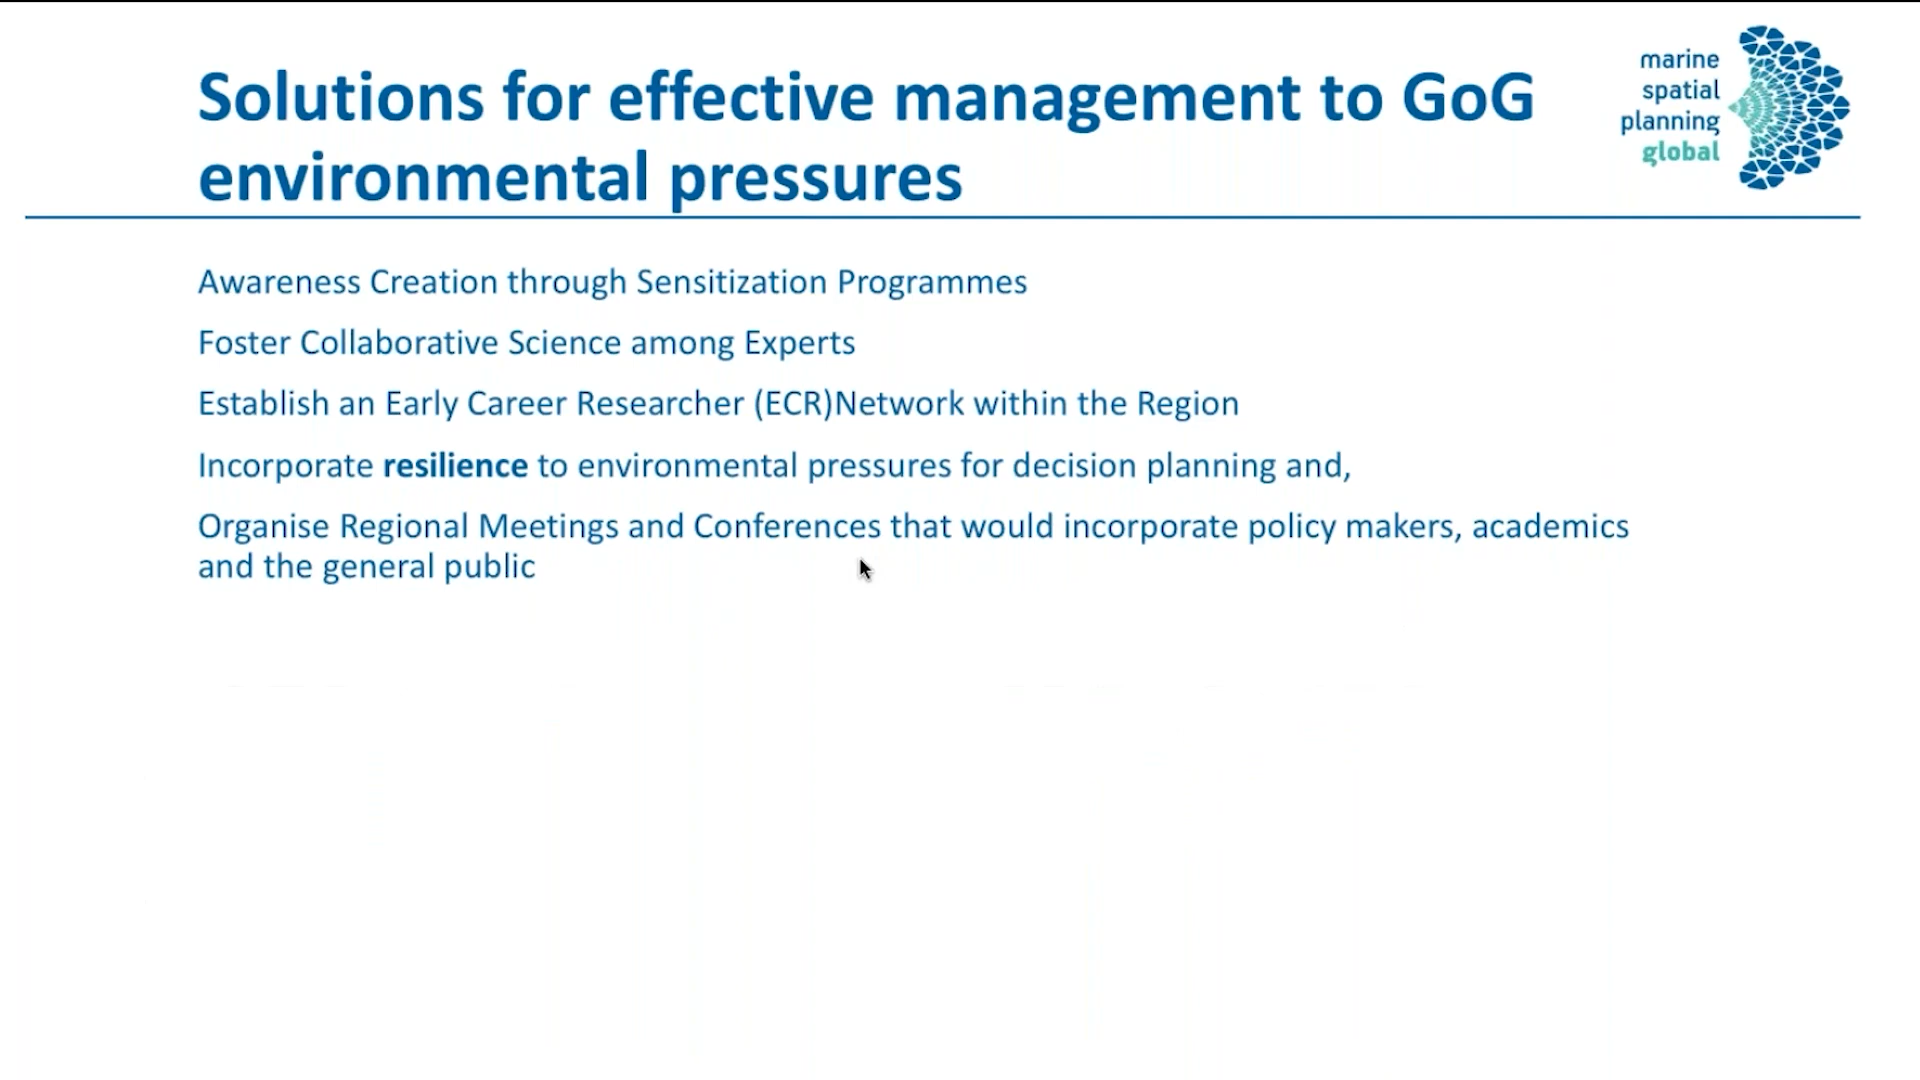 Solutions for effective management to GoG
environmental pressures
marine
spatial
planning
global
Awareness Creation through Sensitization Programmes
Foster Collaborative Science among Experts
Establish an Early Career Researcher (ECR)Network within the Region
Incorporate resilience to environmental pressures for decision planning and,
Organise Regional Meetings and Conferences that would incorporate policy makers, academics
and the general public